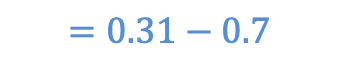 = 0.31 − 0.7